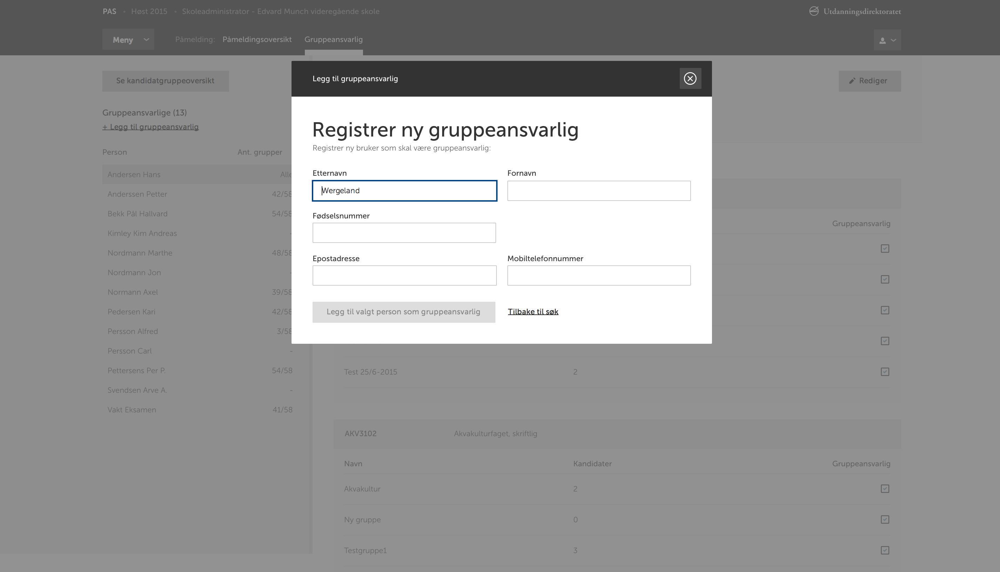 PAS • Høst 2015 • Skoleadministrator - Edvard Munch videregående skole
Utdanningsdirektoratet
Meny
Påmelding: Påmeldingsoversikt Gruppeansvarlig
Se kandidatgruppeoversikt
Rediger
Gruppeansvarlige (13)
+ Legg til gruppeansvarlig
Person Ant. grupper
Andersen Hans Alle
Anderssen Petter 42/58
Bekk Pål Hallvard 54/58
Kimley Kim Andreas -
Nordmann Marthe 48/58
Nordmann Jon -
Normann Axel 39/58
Pedersen Kari 42/58
Persson Alfred 3/58
Persson Carl -
Pettersens Per P. 54/58
Svendsen Arve A. -
Vakt Eksamen 41/58
Legg til gruppeansvarlig
Registrer ny gruppeansvarlig
Registrer ny bruker som skal være gruppeansvarlig:
Etternavn Fornavn
Wergeland
Fødselsnummer
Epostadresse Mobiltelefonnummer
Legg til valgt person som gruppeansvarlig Tilbake til søk
Gruppeansvarlig
Test 25/6-2015 2
AKV3102 Akvakulturfaget, skriftlig
Navn Kandidater Gruppeansvarlig
Akvakultur 2
Ny gruppe 0
Testgruppe1 3